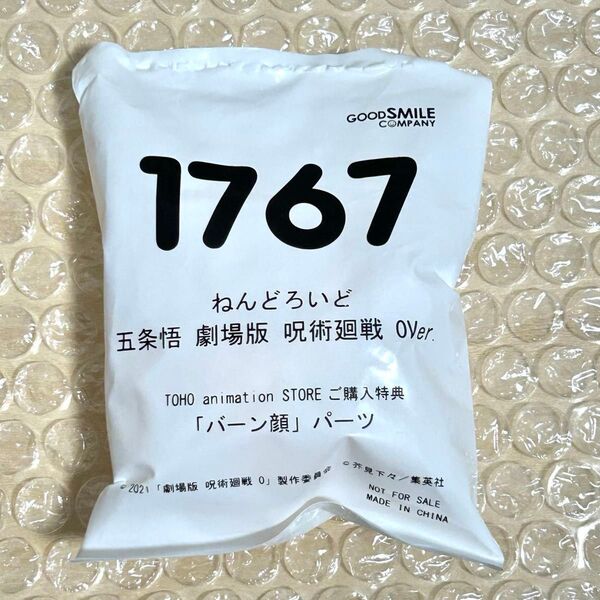 GOODSMILE
COMPANY
1767
ねんどろいど
五条悟 劇場版 呪術廻戦 0Ver.
TOHO animation STORE ご購入特典
「バーン顔」パーツ
©2021「劇場版 呪術廻戦 0」製作委員会 ©芥見下々／集英社
NOT FOR SALE
MADE IN CHINA